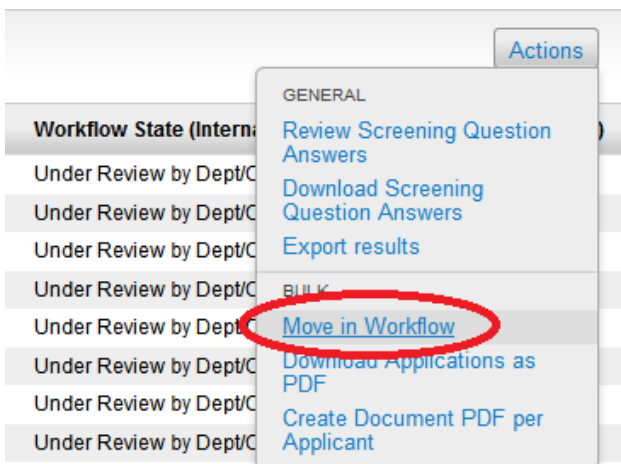 Actions
GENERAL
Workflow State (Interna
Review Screening Question
)
Answers
Under Review by Dept/C
Download Screening
Under Review by Dept/C
Question Answers
Under Review by Dept/C
Export results
Under Review by Dept/C
BULK
Under Review by Dept/
Move in Workflow
Under Review by Dept/C
Download Applications as
PDF
Under Review by Dept/C
Create Document PDF per
Under Review by Dept/C
Applicant